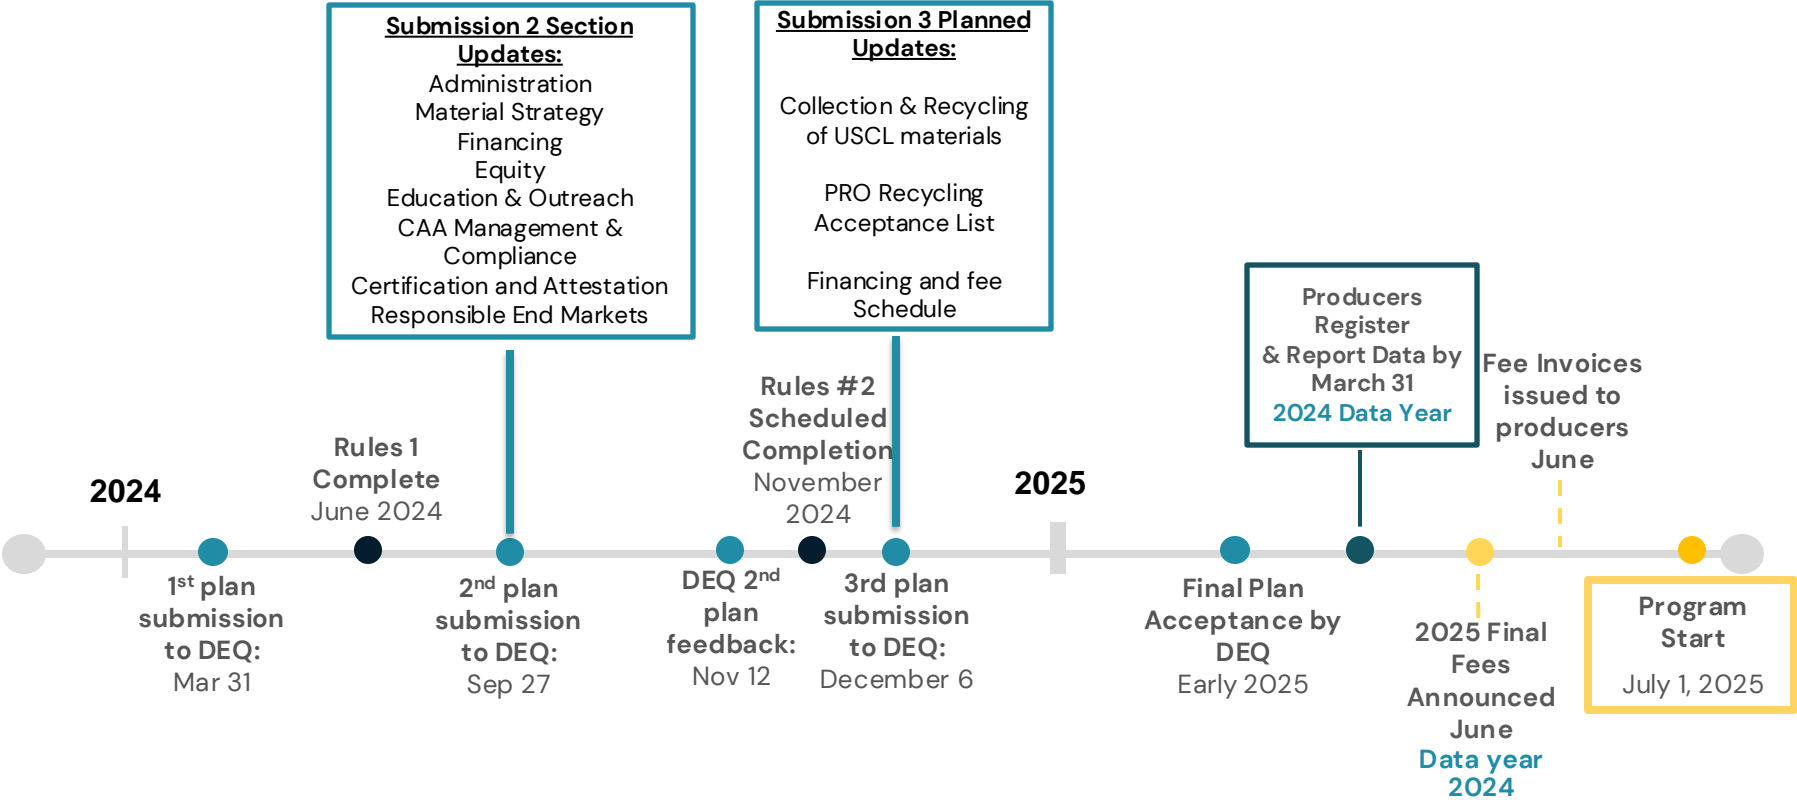 Submission 2 Section
Updates:
Administration
Material Strategy
Financing
Equity
Education & Outreach
CAA Management &
Compliance
Certification and Attestation
Responsible End Markets
Submission 3 Planned
Updates:
Collection & Recycling
of USCL materials
PRO Recycling
Acceptance List
Financing and fee
Schedule
Producers
Register
& Report Data by
March 31
2024 Data Year
Fee Invoices
issued to
producers
June
Rules #2
Scheduled
Completion
November
2024
Rules 1
Complete
June 2024
2024
2025
1st plan
submission
to DEQ:
Mar 31
2nd plan
submission
to DEQ:
Sep 27
DEQ 2nd
plan
feedback:
Nov 12
3rd plan
submission
to DEQ:
December 6
Final Plan
Acceptance by
DEQ
Early 2025
2025 Final
Fees
Announced
June
Data year
2024
Program
Start
July 1, 2025